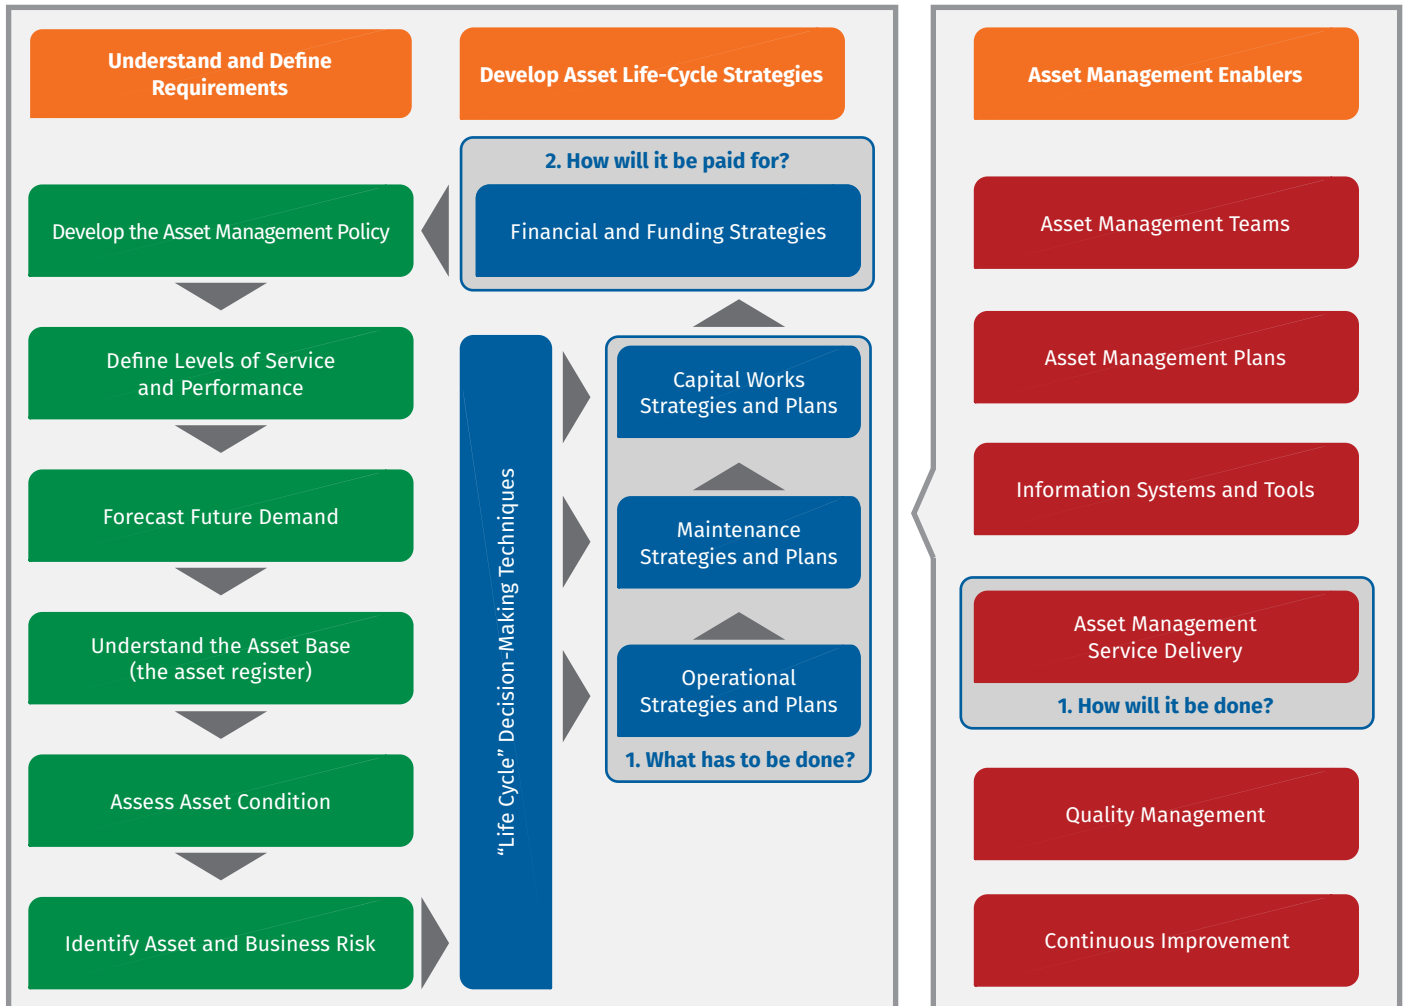 Understand and Define
Requirements
Develop the Asset Management Policy
Define Levels of Service
and Performance
Forecast Future Demand
Understand the Asset Base
(the asset register)
Assess Asset Condition
Identify Asset and Business Risk
Develop Asset Life-Cycle Strategies
2. How will it be paid for?
Financial and Funding Strategies
“Life Cycle” Decision-Making Techniques
Capital Works
Strategies and Plans
Maintenance
Strategies and Plans
Operational
Strategies and Plans
1. What has to be done?
Asset Management Enablers
Asset Management Teams
Asset Management Plans
Information Systems and Tools
Asset Management
Service Delivery
1. How will it be done?
Quality Management
Continuous Improvement